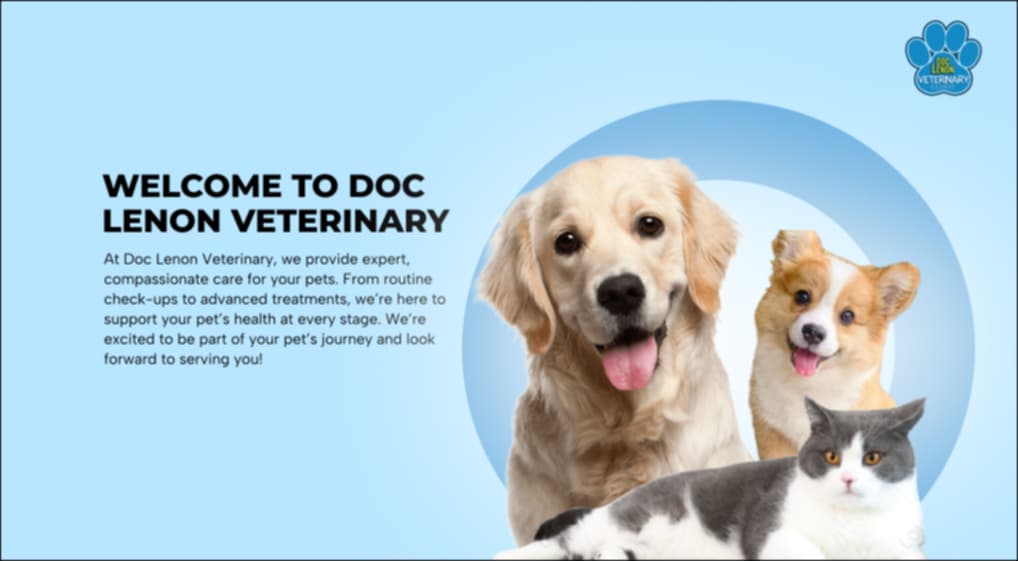 DOC
LENON
VETERINARY
WELCOME TO DOC
LENON VETERINARY
At Doc Lenon Veterinary, we provide expert,
compassionate care for your pets. From routine
check-ups to advanced treatments, we're here to
support your pet's health at every stage. We're
excited to be part of your pet's journey and look
forward to serving you!